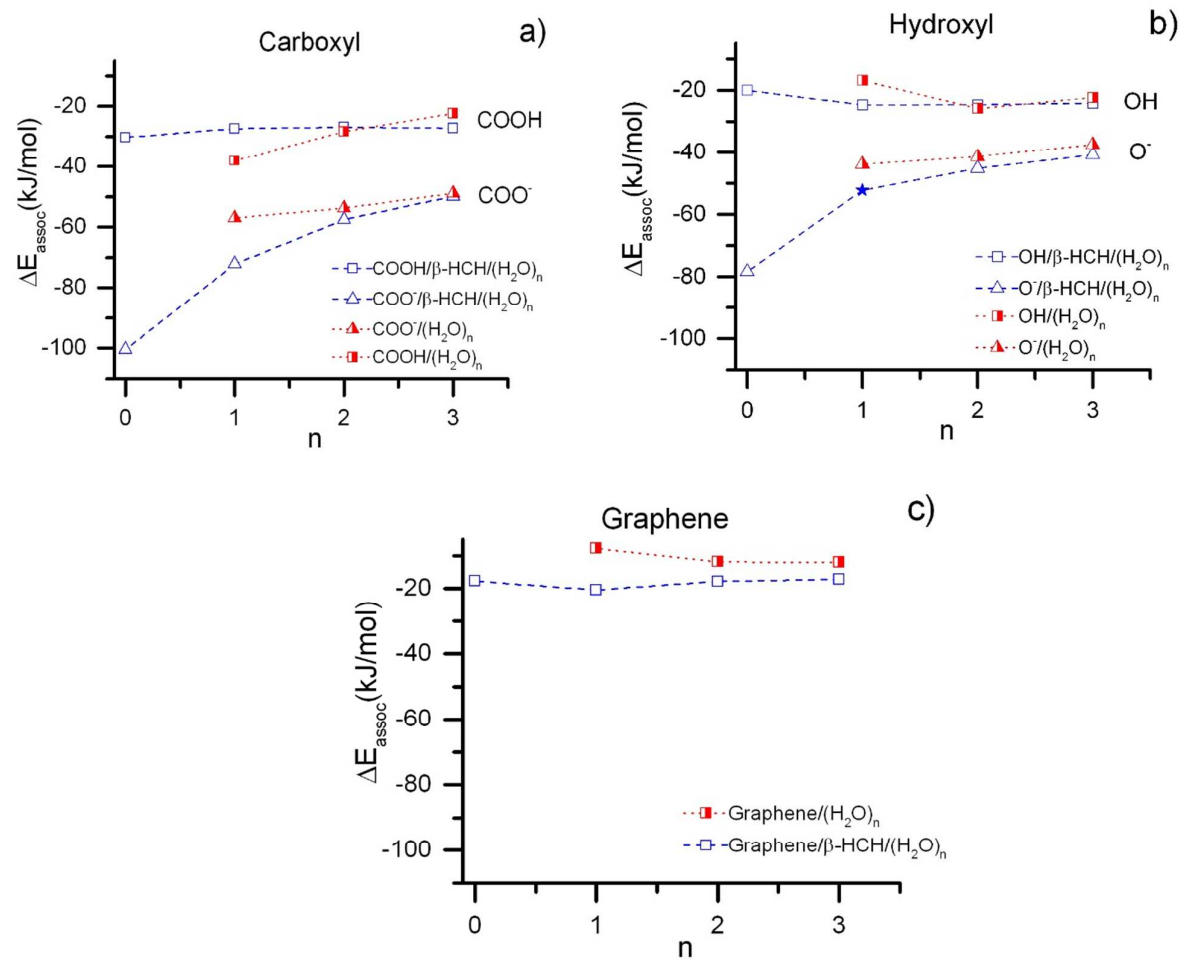 Carboxyl
a)
ΔE_assoc(kJ/mol)
-20
-40
-60
-80
-100
COOH
COO⁻
COOH/β-HCH/(H₂O)ₙ
COO⁻/β-HCH/(H₂O)ₙ
COO⁻/(H₂O)ₙ
COOH/(H₂O)ₙ
0 1 2 3
n
Hydroxyl
b)
ΔE_assoc(kJ/mol)
-20
-40
-60
-80
-100
OH
O⁻
OH/β-HCH/(H₂O)ₙ
O⁻/β-HCH/(H₂O)ₙ
OH/(H₂O)ₙ
O⁻/(H₂O)ₙ
0 1 2 3
n
Graphene
c)
ΔE_assoc(kJ/mol)
-20
-40
-60
-80
-100
Graphene/(H₂O)ₙ
Graphene/β-HCH/(H₂O)ₙ
0 1 2 3
n